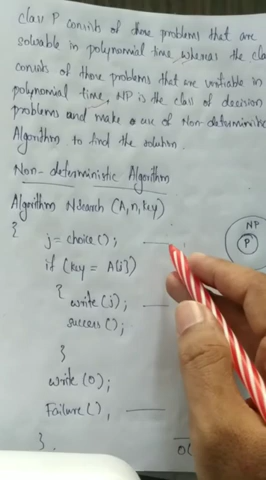 class P consists of those problems that are
solvable in polynomial time, whereas the cla
consists of those problems that are verifiable in
polynomial time, NP is the class of decision
problems and make a use of Non-deterministic
Algorithm to find the solution.
Non-deterministic Algorithm
Algorithm NSearch (A, n, key)
{
j = choice();
NP
P
if (key = A[j])
{ write(j);
success();
}
write(0);
Failure(),
}.
O(